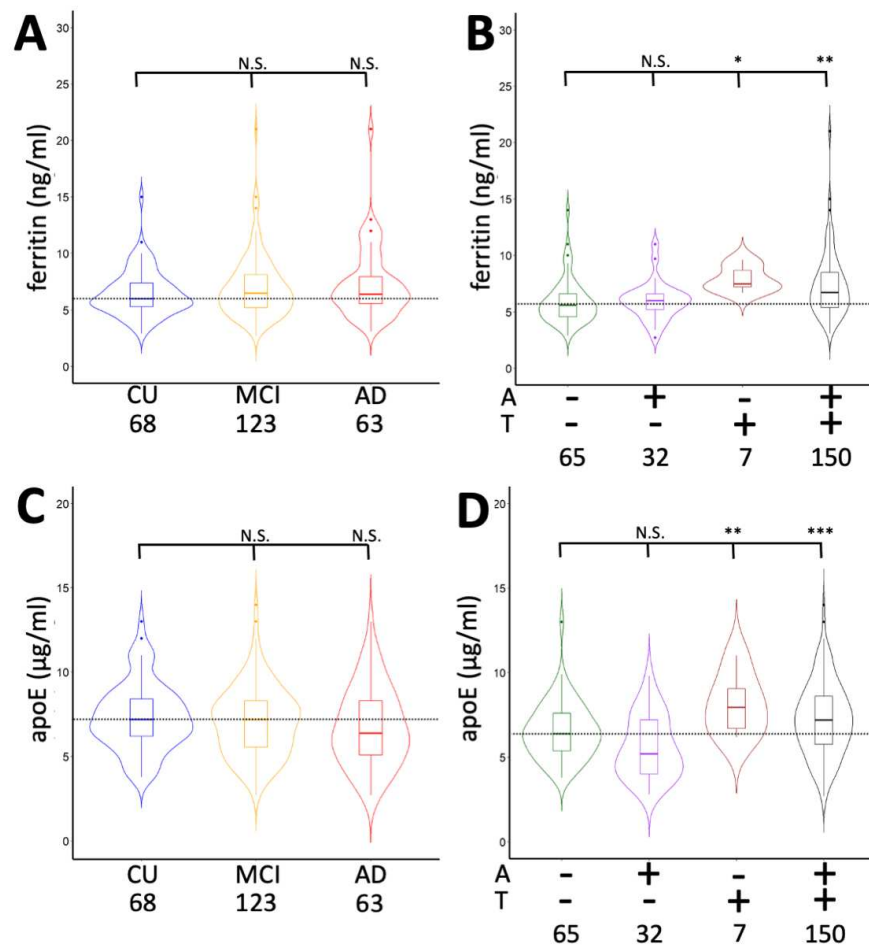 A
30
25
20
15
10
5
0
ferritin (ng/ml)
N.S. N.S.
CU MCI AD
68 123 63
B
30
25
20
15
10
5
0
ferritin (ng/ml)
N.S. * **
A - + - +
T - - + +
65 32 7 150
C
20
15
10
5
0
apoE (µg/ml)
N.S. N.S.
CU MCI AD
68 123 63
D
20
15
10
5
0
apoE (µg/ml)
N.S. ** ***
A - + - +
T - - + +
65 32 7 150